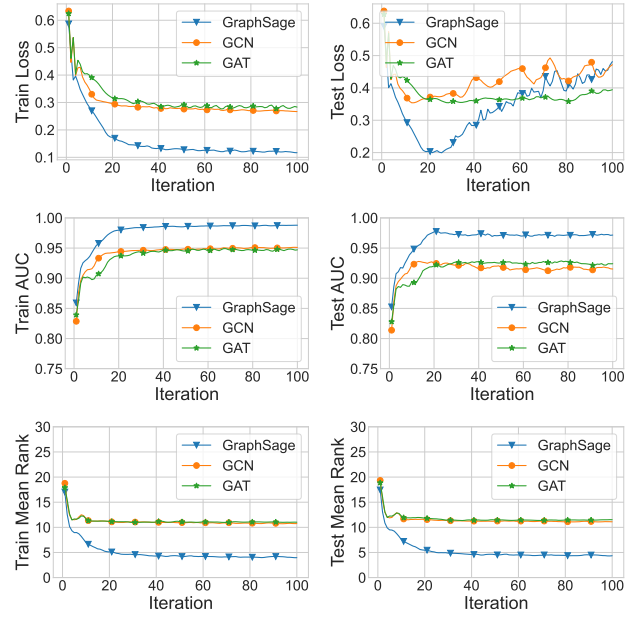 0.6
0.5
0.4
0.3
0.2
0.1
Train Loss
GraphSage
GCN
GAT
0 20 40 60 80 100
Iteration
0.6
0.5
0.4
0.3
0.2
Test Loss
GraphSage
GCN
GAT
0 20 40 60 80 100
Iteration
1.00
0.95
0.90
0.85
0.80
0.75
Train AUC
GraphSage
GCN
GAT
0 20 40 60 80 100
Iteration
1.00
0.95
0.90
0.85
0.80
0.75
Test AUC
GraphSage
GCN
GAT
0 20 40 60 80 100
Iteration
30
25
20
15
10
5
0
Train Mean Rank
GraphSage
GCN
GAT
0 20 40 60 80 100
Iteration
30
25
20
15
10
5
0
Test Mean Rank
GraphSage
GCN
GAT
0 20 40 60 80 100
Iteration